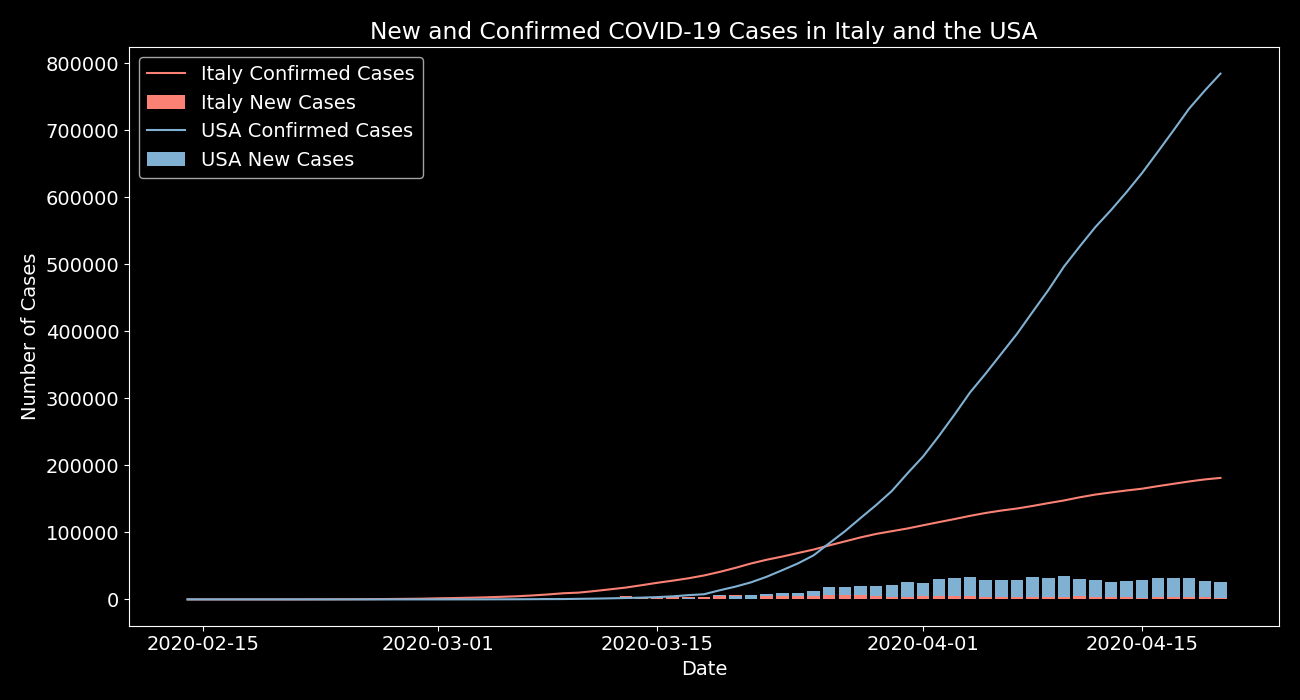 New and Confirmed COVID-19 Cases in Italy and the USA
Italy Confirmed Cases
Italy New Cases
USA Confirmed Cases
USA New Cases
Number of Cases
800000
700000
600000
500000
400000
300000
200000
100000
0
2020-02-15
2020-03-01
2020-03-15
2020-04-01
2020-04-15
Date